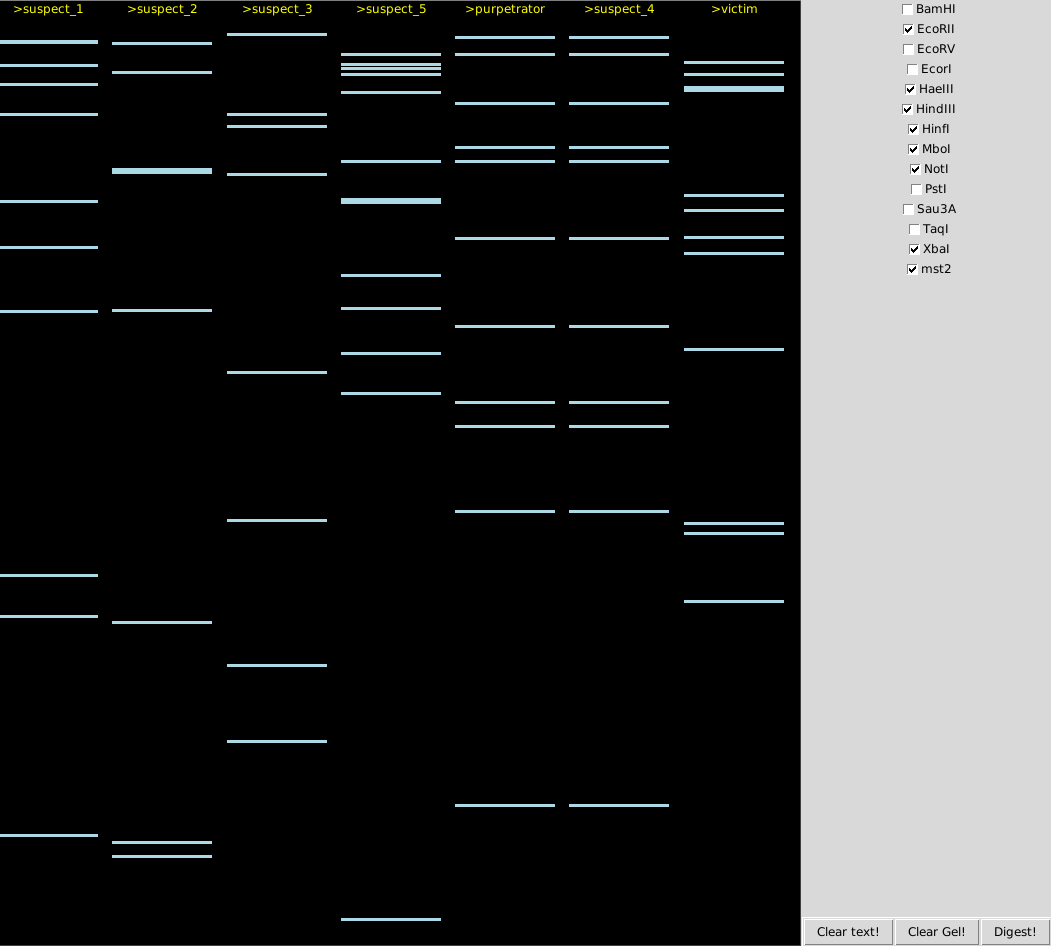 >suspect_1 >suspect_2 >suspect_3 >suspect_5 >purpetrator >suspect_4 >victim
BamHI
EcoRII
EcoRV
EcorI
HaeIII
HindIII
HinfI
MboI
NotI
PstI
Sau3A
TaqI
XbaI
mst2
Clear text! Clear Gel! Digest!